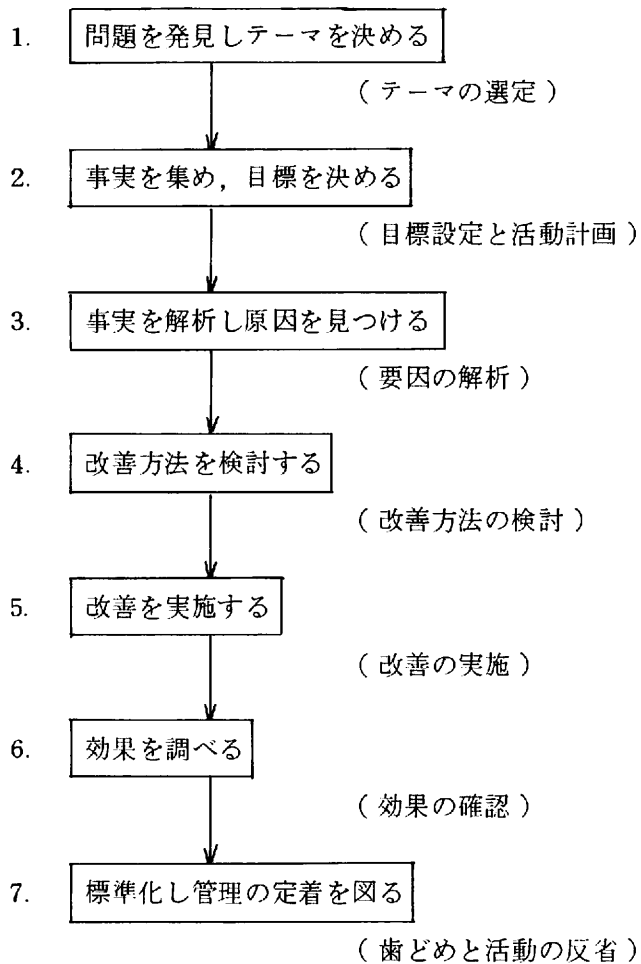 1. 問題を発見しテーマを決める
( テーマの選定 )
2. 事実を集め，目標を決める
( 目標設定と活動計画 )
3. 事実を解析し原因を見つける
( 要因の解析 )
4. 改善方法を検討する
( 改善方法の検討 )
5. 改善を実施する
( 改善の実施 )
6. 効果を調べる
( 効果の確認 )
7. 標準化し管理の定着を図る
( 歯どめと活動の反省 )